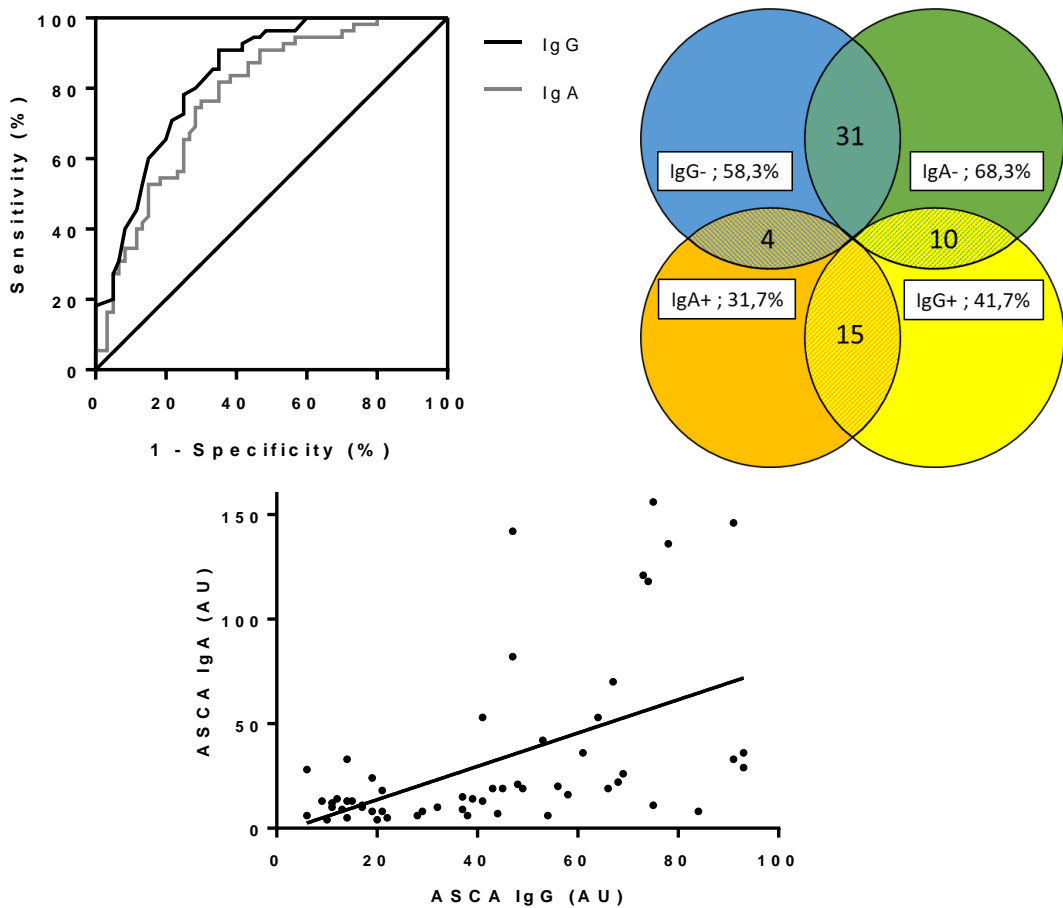 100
80
60
40
20
0
Sensitivity (%)
0 20 40 60 80 100
1 - Specificity (%)
IgG
IgA
31
IgG- ; 58,3%
IgA- ; 68,3%
4
10
IgA+ ; 31,7%
IgG+ ; 41,7%
15
150
100
50
0
ASCA IgA (AU)
0 20 40 60 80 100
ASCA IgG (AU)